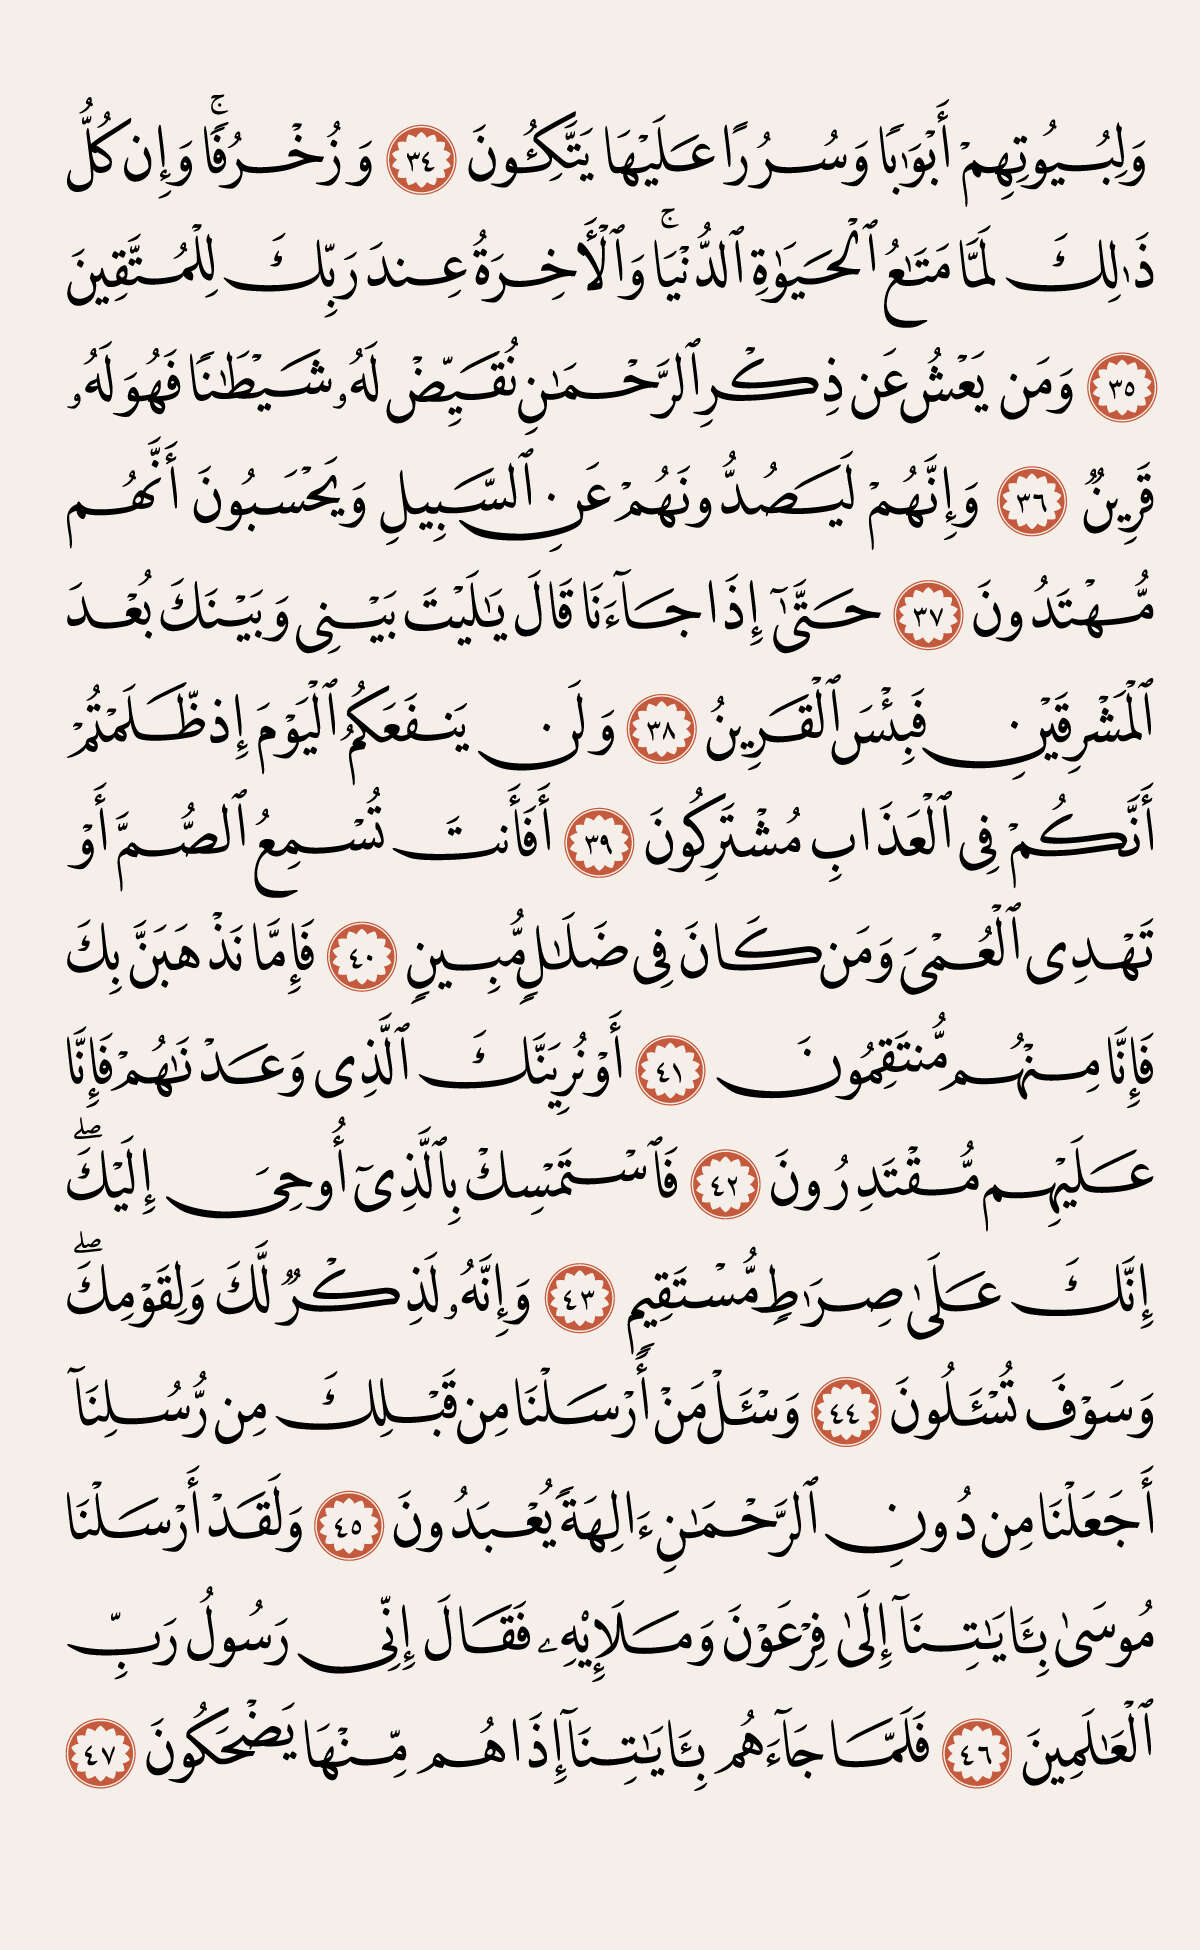 وَلِبُيُوتِهِمْ أَبْوَٰبًا وَسُرُرًا عَلَيْهَا يَتَّكِـُٔونَ ٣٤ وَزُخْرُفًا ۚ وَإِن كُلُّ
ذَٰلِكَ لَمَّا مَتَـٰعُ ٱلْحَيَوٰةِ ٱلدُّنْيَا ۚ وَٱلْـَٔاخِرَةُ عِندَ رَبِّكَ لِلْمُتَّقِينَ
٣٥ وَمَن يَعْشُ عَن ذِكْرِ ٱلرَّحْمَـٰنِ نُقَيِّضْ لَهُۥ شَيْطَـٰنًا فَهُوَ لَهُۥ
قَرِينٌ ٣٦ وَإِنَّهُمْ لَيَصُدُّونَهُمْ عَنِ ٱلسَّبِيلِ وَيَحْسَبُونَ أَنَّهُم
مُّهْتَدُونَ ٣٧ حَتَّىٰٓ إِذَا جَآءَنَا قَالَ يَـٰلَيْتَ بَيْنِى وَبَيْنَكَ بُعْدَ
ٱلْمَشْرِقَيْنِ فَبِئْسَ ٱلْقَرِينُ ٣٨ وَلَن يَنفَعَكُمُ ٱلْيَوْمَ إِذ ظَّلَمْتُمْ
أَنَّكُمْ فِى ٱلْعَذَابِ مُشْتَرِكُونَ ٣٩ أَفَأَنتَ تُسْمِعُ ٱلصُّمَّ أَوْ
تَهْدِى ٱلْعُمْىَ وَمَن كَانَ فِى ضَلَـٰلٍ مُّبِينٍ ٤٠ فَإِمَّا نَذْهَبَنَّ بِكَ
فَإِنَّا مِنْهُم مُّنتَقِمُونَ ٤١ أَوْ نُرِيَنَّكَ ٱلَّذِى وَعَدْنَـٰهُمْ فَإِنَّا
عَلَيْهِم مُّقْتَدِرُونَ ٤٢ فَٱسْتَمْسِكْ بِٱلَّذِىٓ أُوحِىَ إِلَيْكَ ۖ
إِنَّكَ عَلَىٰ صِرَٰطٍ مُّسْتَقِيمٍ ٤٣ وَإِنَّهُۥ لَذِكْرٌ لَّكَ وَلِقَوْمِكَ ۖ
وَسَوْفَ تُسْـَٔلُونَ ٤٤ وَسْـَٔلْ مَنْ أَرْسَلْنَا مِن قَبْلِكَ مِن رُّسُلِنَآ
أَجَعَلْنَا مِن دُونِ ٱلرَّحْمَـٰنِ ءَالِهَةً يُعْبَدُونَ ٤٥ وَلَقَدْ أَرْسَلْنَا
مُوسَىٰ بِـَٔايَـٰتِنَآ إِلَىٰ فِرْعَوْنَ وَمَلَإِيْهِۦ فَقَالَ إِنِّى رَسُولُ رَبِّ
ٱلْعَـٰلَمِينَ ٤٦ فَلَمَّا جَآءَهُم بِـَٔايَـٰتِنَآ إِذَا هُم مِّنْهَا يَضْحَكُونَ ٤٧